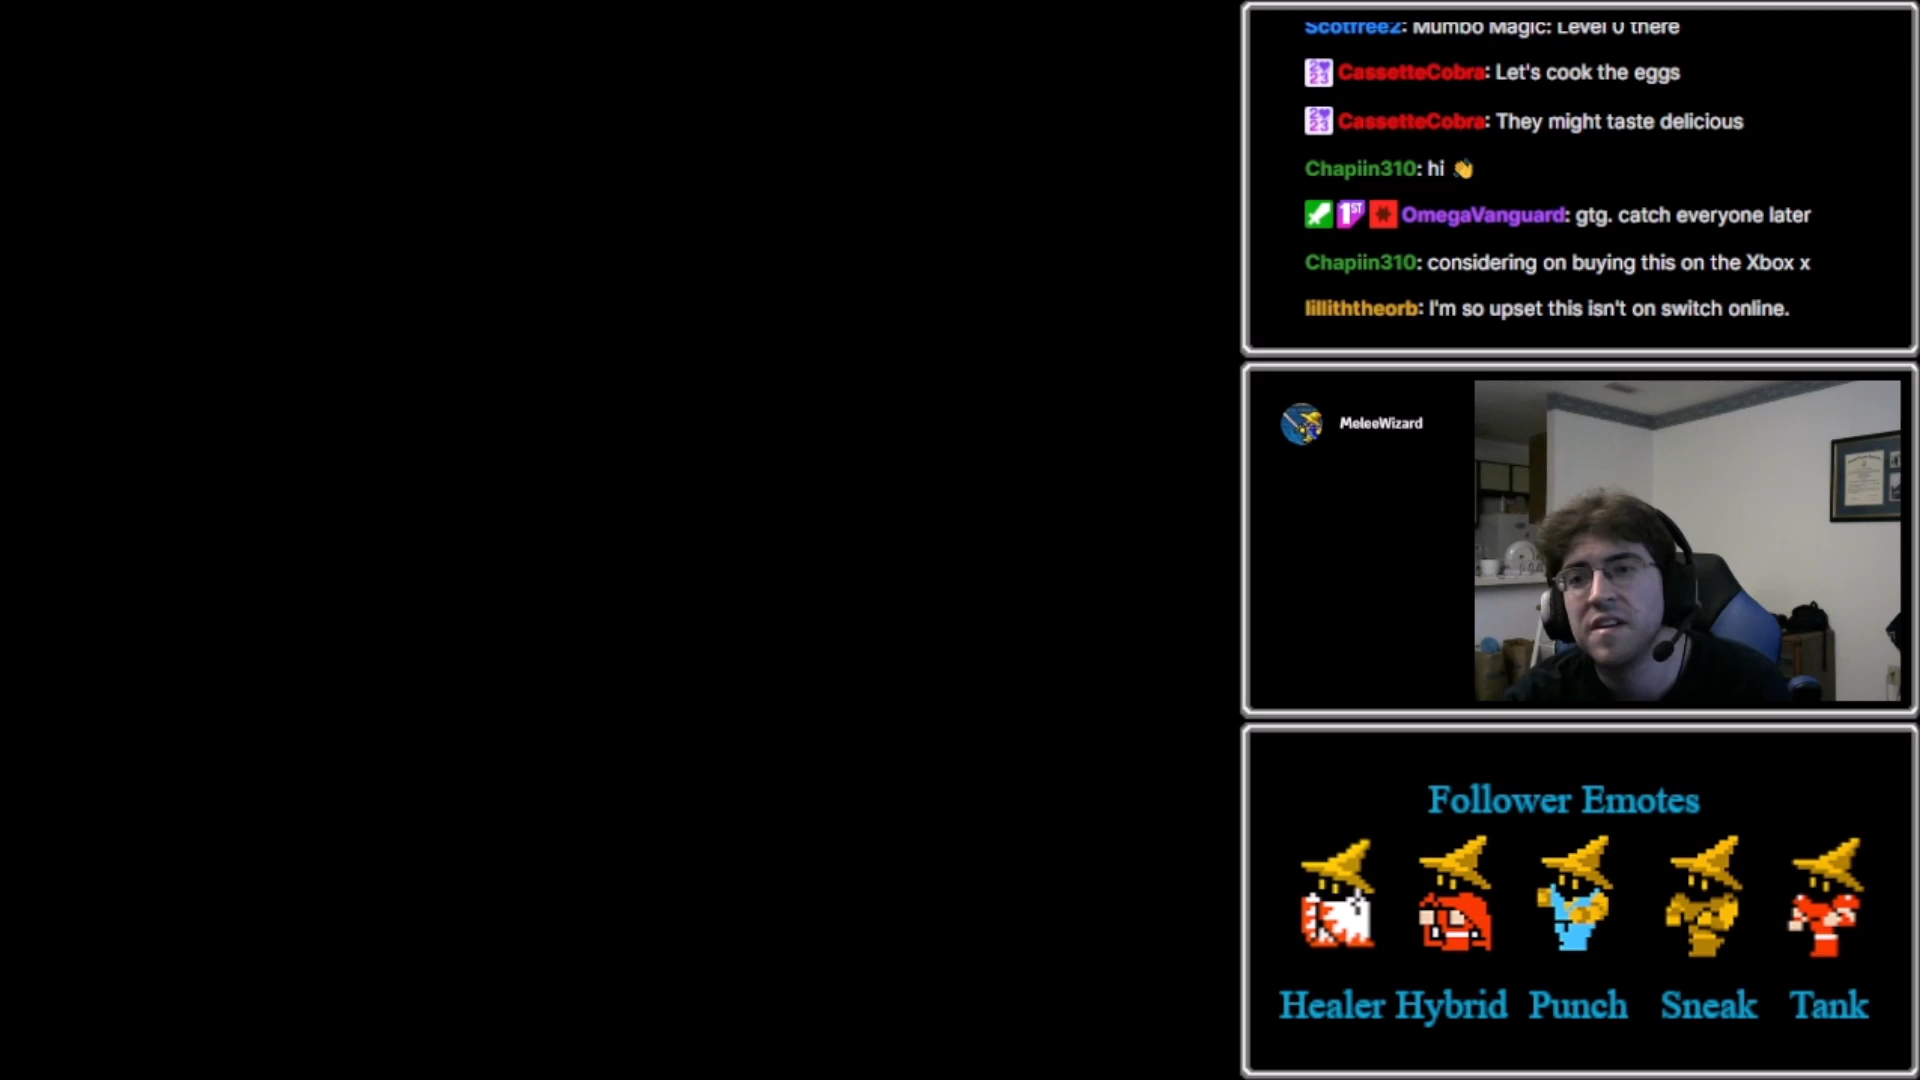 Scotfree2: Mumbo Magic: Level 0 there
CassetteCobra: Let's cook the eggs
CassetteCobra: They might taste delicious
Chapiin310: hi 👋
1ST OmegaVanguard: gtg. catch everyone later
Chapiin310: considering on buying this on the Xbox x
lilliththeorb: I'm so upset this isn't on switch online.
MeleeWizard
Follower Emotes
Healer Hybrid Punch Sneak Tank